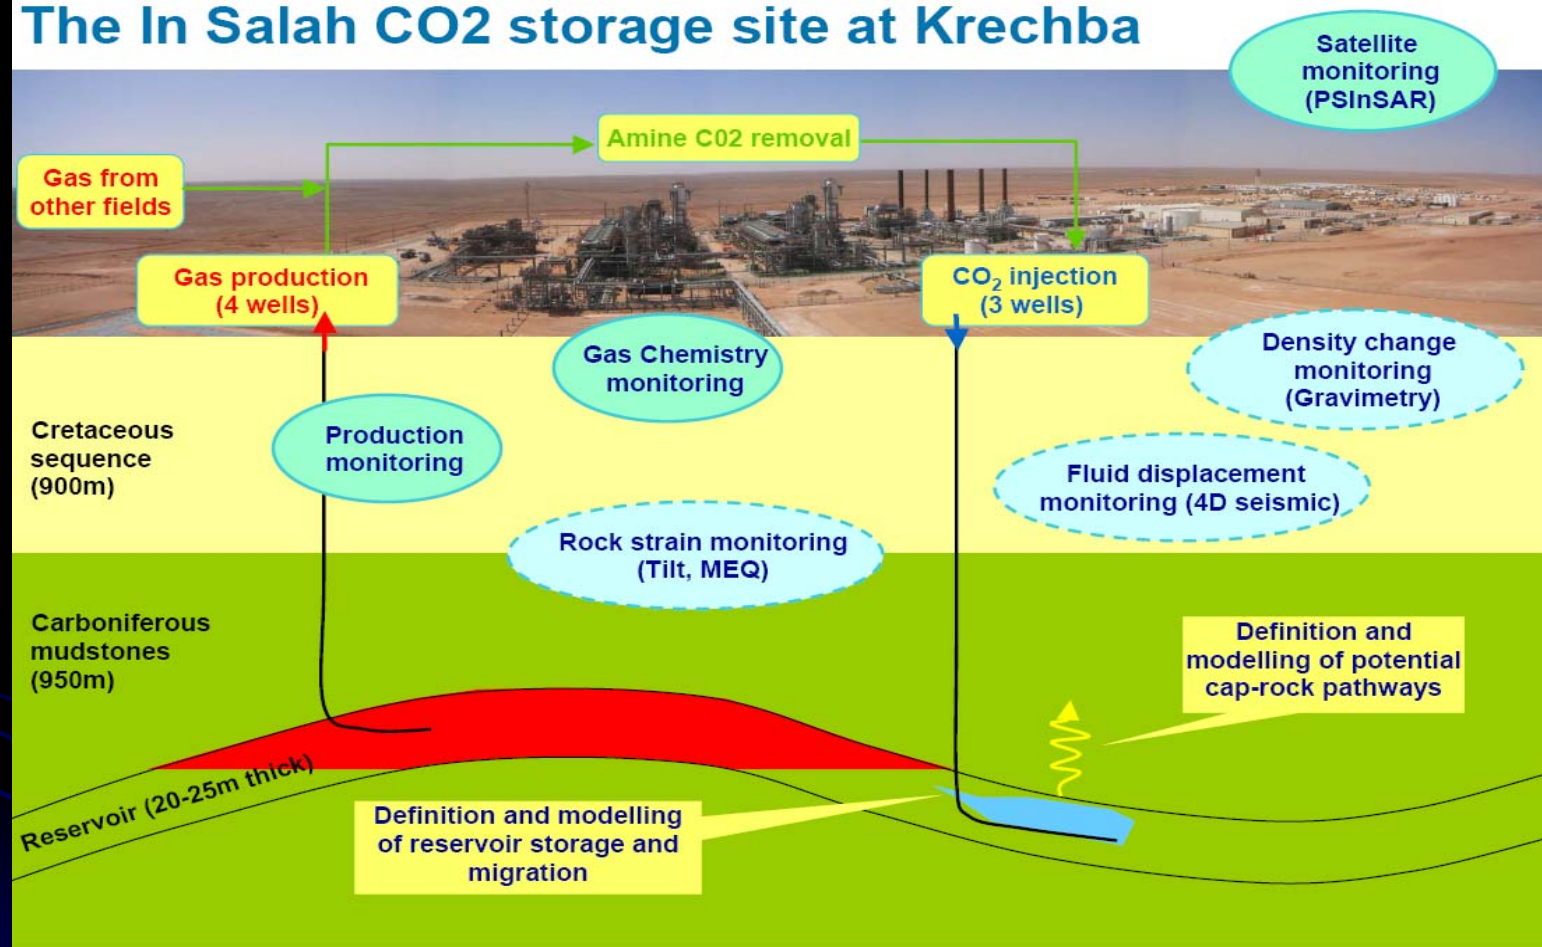 The In Salah CO2 storage site at Krechba
Satellite
monitoring
(PSInSAR)
Amine C02 removal
Gas from
other fields
Gas production
(4 wells)
CO₂ injection
(3 wells)
Gas Chemistry
monitoring
Density change
monitoring
(Gravimetry)
Production
monitoring
Cretaceous
sequence
(900m)
Fluid displacement
monitoring (4D seismic)
Rock strain monitoring
(Tilt, MEQ)
Carboniferous
mudstones
(950m)
Definition and
modelling of potential
cap-rock pathways
Reservoir (20-25m thick)
Definition and modelling
of reservoir storage and
migration